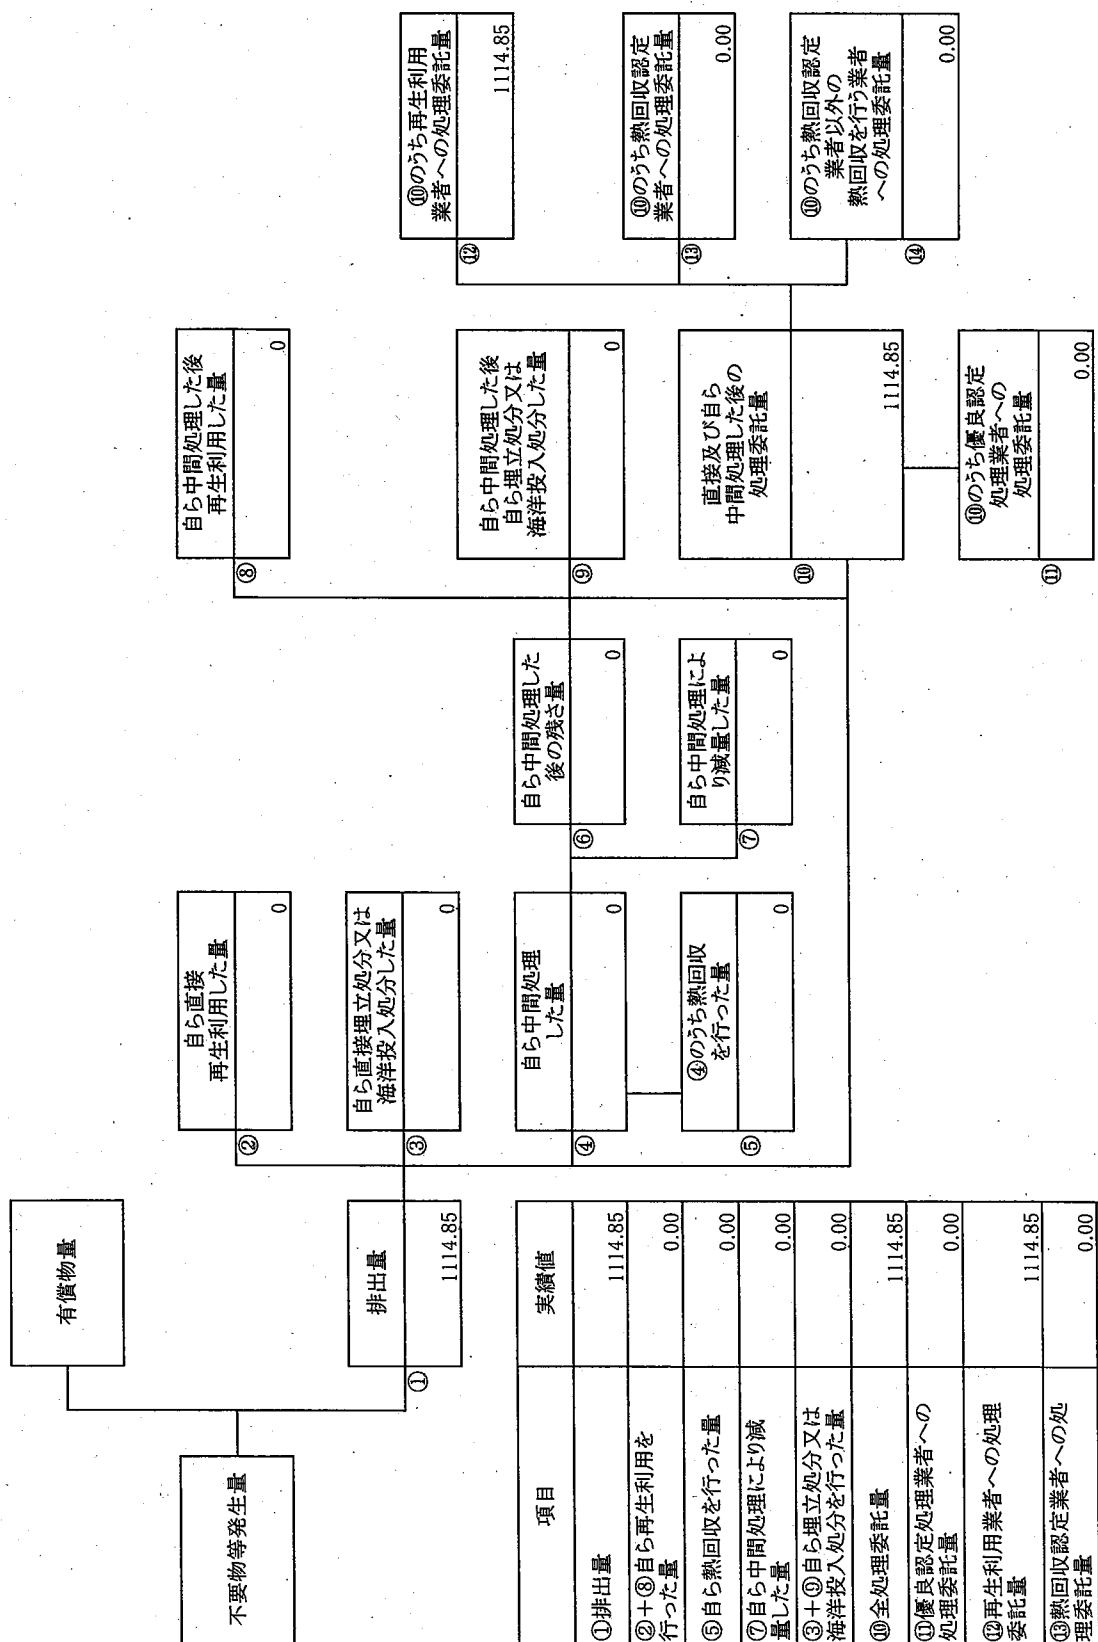 不要物等発生量
有償物量
排出量
①
1114.85
自ら直接
再生利用した量
②
0
自ら直接埋立処分又は
海洋投入処分した量
③
0
自ら中間処理
した量
④
0
④のうち熱回収
を行った量
⑤
0
自ら中間処理した
後の残さ量
⑥
0
自ら中間処理によ
り減量した量
⑦
0
自ら中間処理した後
再生利用した量
⑧
0
自ら中間処理した後
自ら埋立処分又は
海洋投入処分した量
⑨
0
直接及び自ら
中間処理した後の
処理委託量
⑩
1114.85
⑩のうち優良認定
処理業者への
処理委託量
⑪
0.00
⑩のうち再生利用
業者への処理委託量
⑫
1114.85
⑩のうち熱回収認定
業者への処理委託量
⑬
0.00
⑩のうち熱回収認定
業者以外の
熱回収を行う業者
への処理委託量
⑭
0.00
項目 実績値
①排出量 1114.85
②+⑧自ら再生利用を
行った量 0.00
⑤自ら熱回収を行った量 0.00
⑦自ら中間処理により減
量した量 0.00
③+⑨自ら埋立処分又は
海洋投入処分を行った量 0.00
⑩全処理委託量 1114.85
⑪優良認定処理業者への
処理委託量 0.00
⑫再生利用業者への処理
委託量 1114.85
⑬熱回収認定業者への処
理委託量 0.00